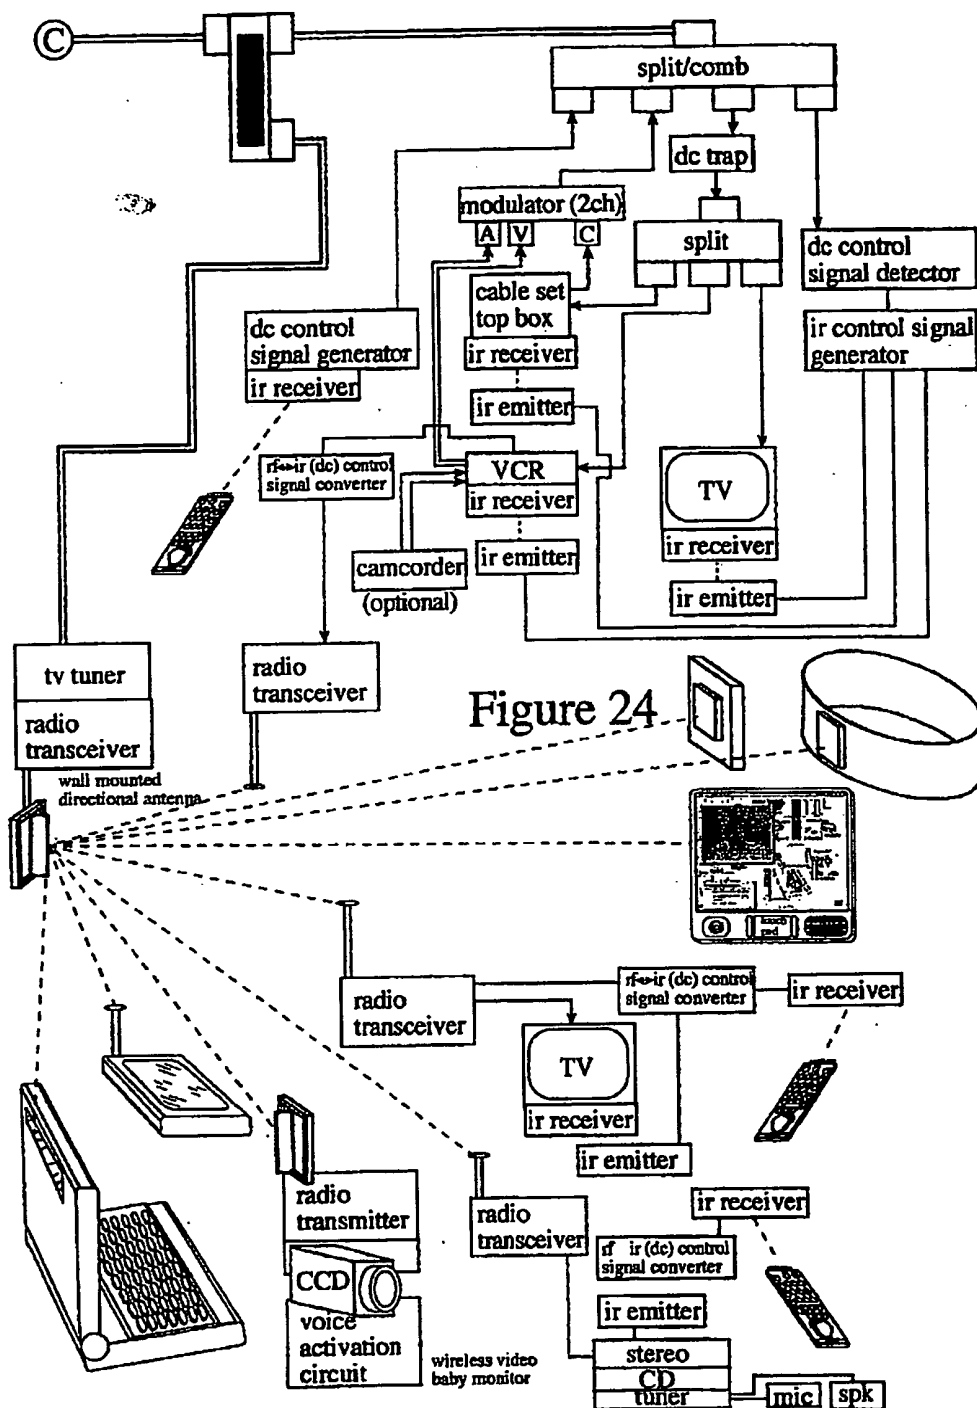 C
split/comb
dc trap
modulator (2ch)
A V C
split
dc control
signal detector
cable set
top box
ir receiver
ir control signal
generator
dc control
signal generator
ir receiver
ir emitter
rf↔ir (dc) control
signal converter
VCR
ir receiver
TV
ir receiver
ir emitter
camcorder
(optional)
ir emitter
tv tuner
radio
transceiver
radio
transceiver
Figure 24
wall mounted
directional antenna
touch
pad
radio
transceiver
rf↔ir (dc) control
signal converter
ir receiver
TV
ir receiver
ir emitter
radio
transmitter
CCD
voice
activation
circuit
wireless video
baby monitor
radio
transceiver
ir receiver
rf ir (dc) control
signal converter
ir emitter
stereo
CD
tuner
mic
spk